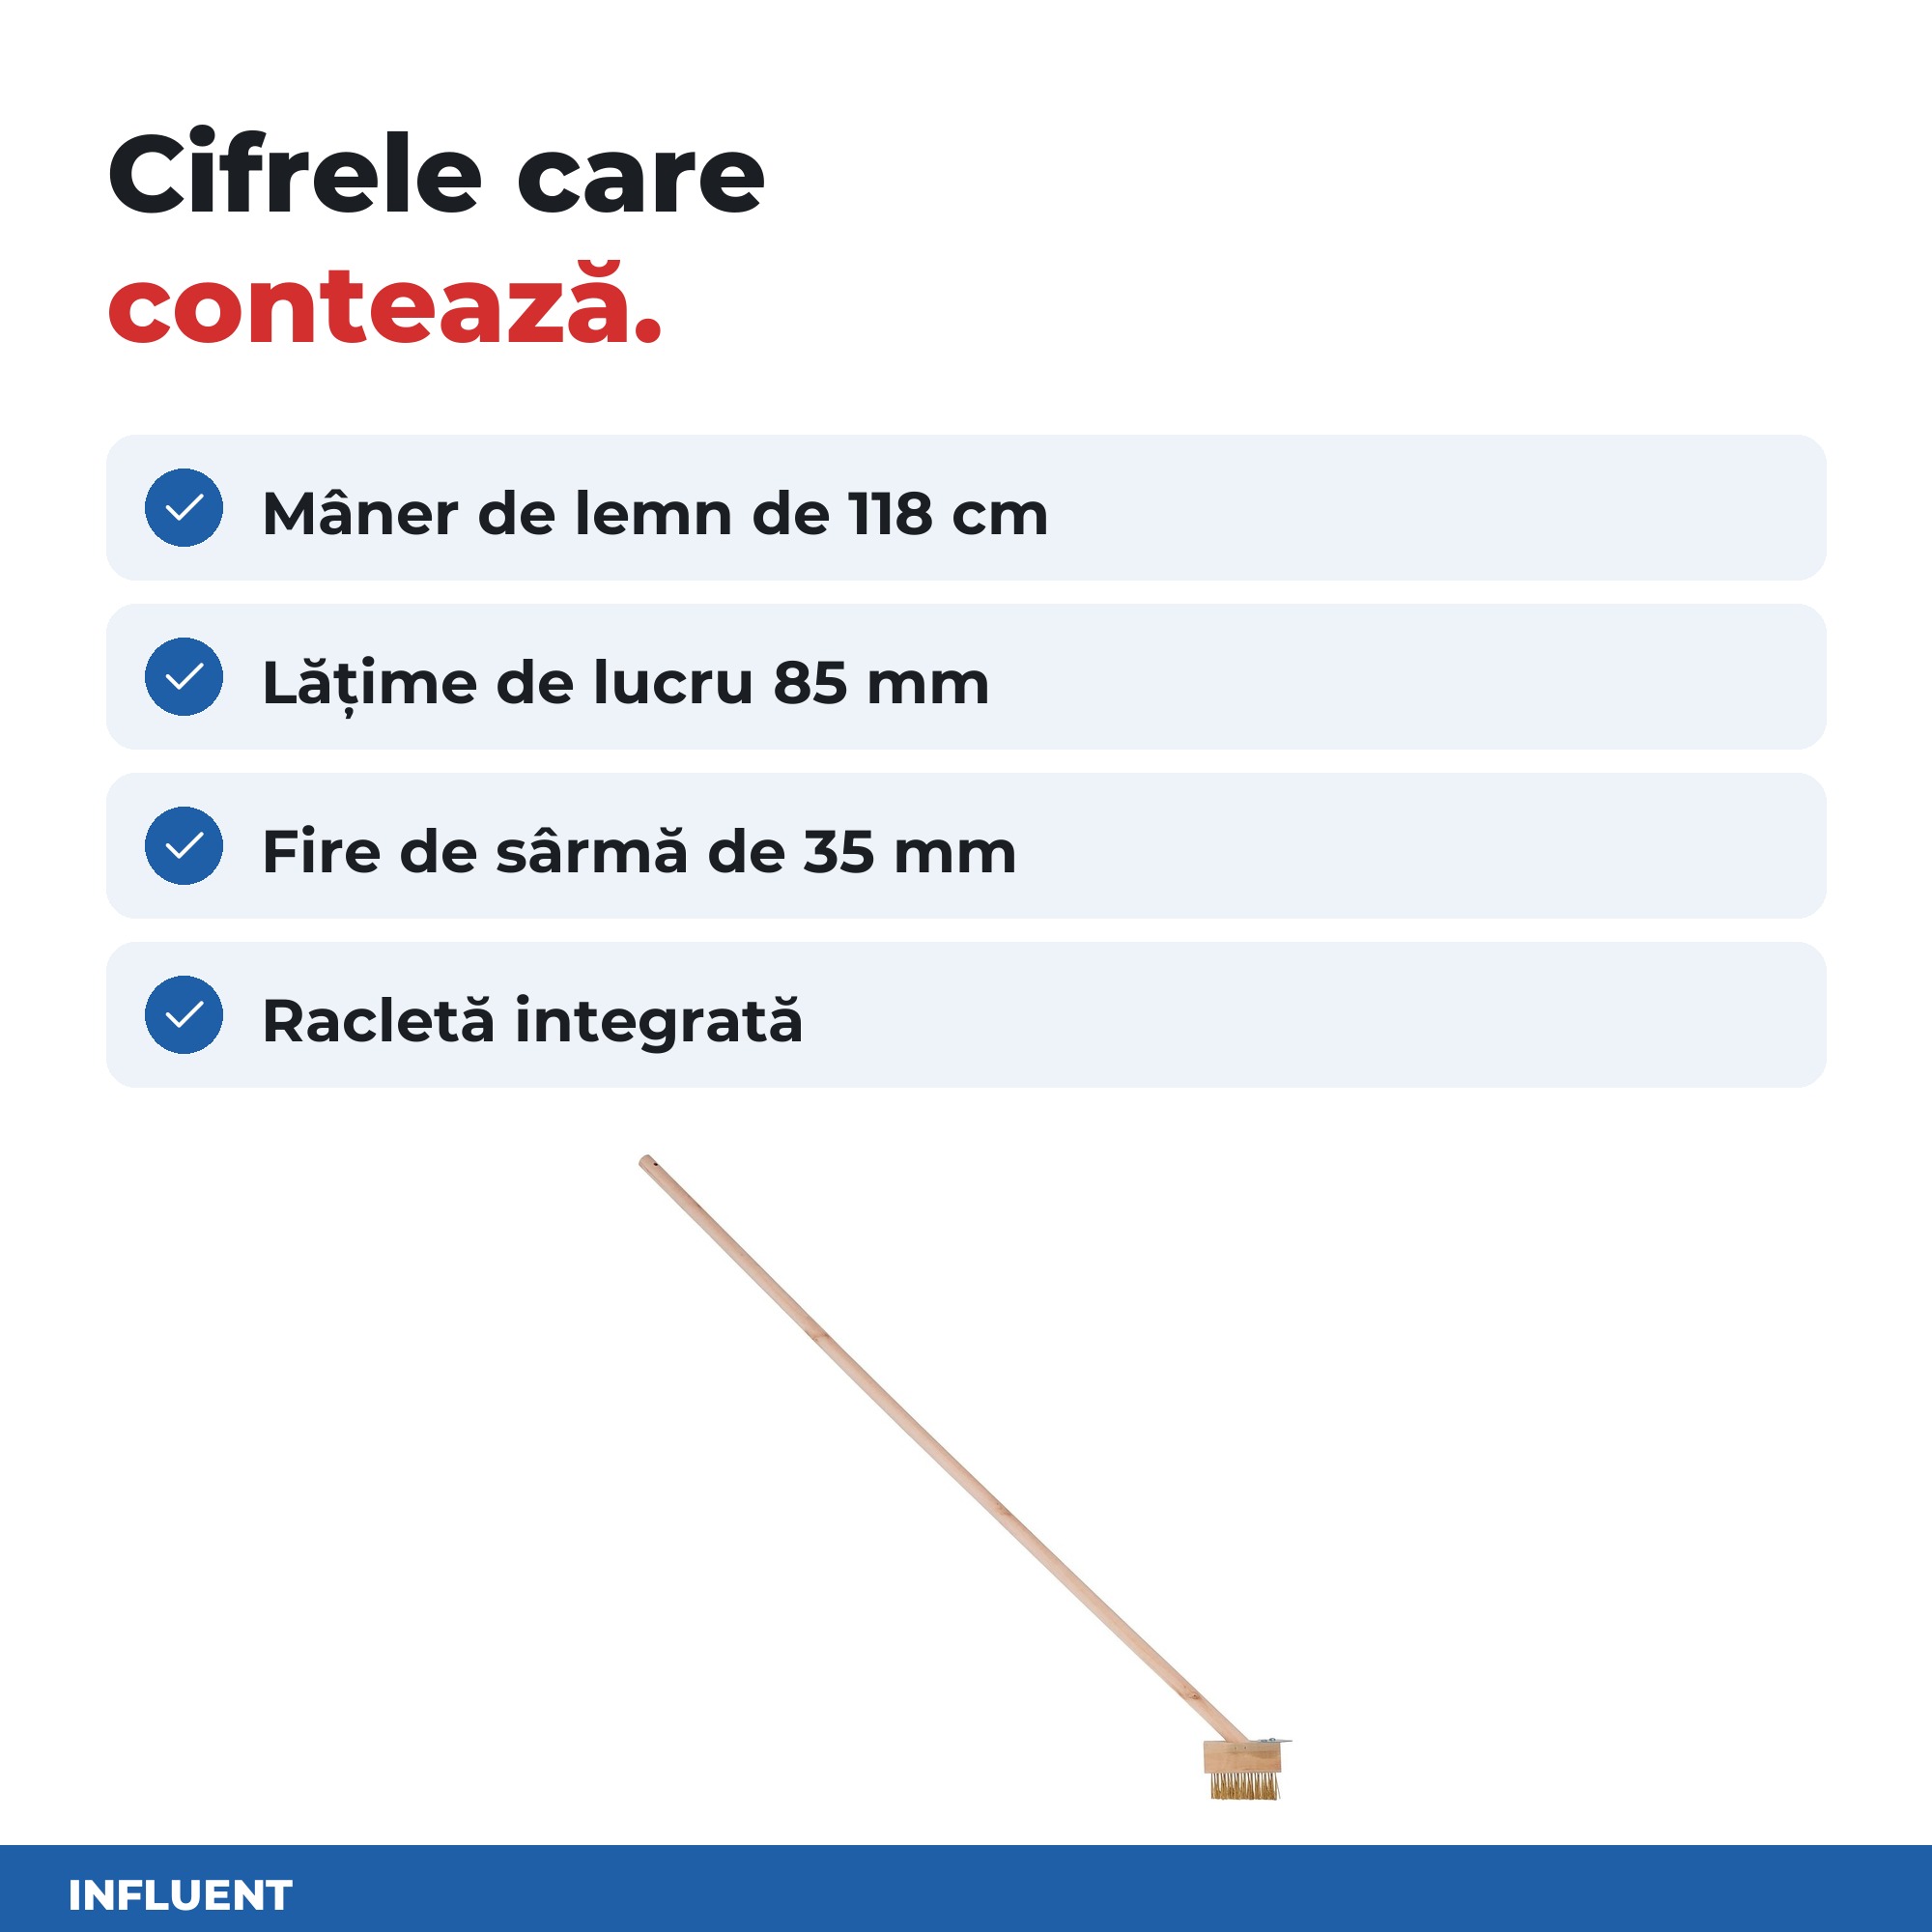 Cifrele care
contează.
Mâner de lemn de 118 cm
Lățime de lucru 85 mm
Fire de sârmă de 35 mm
Racletă integrată
INFLUENT